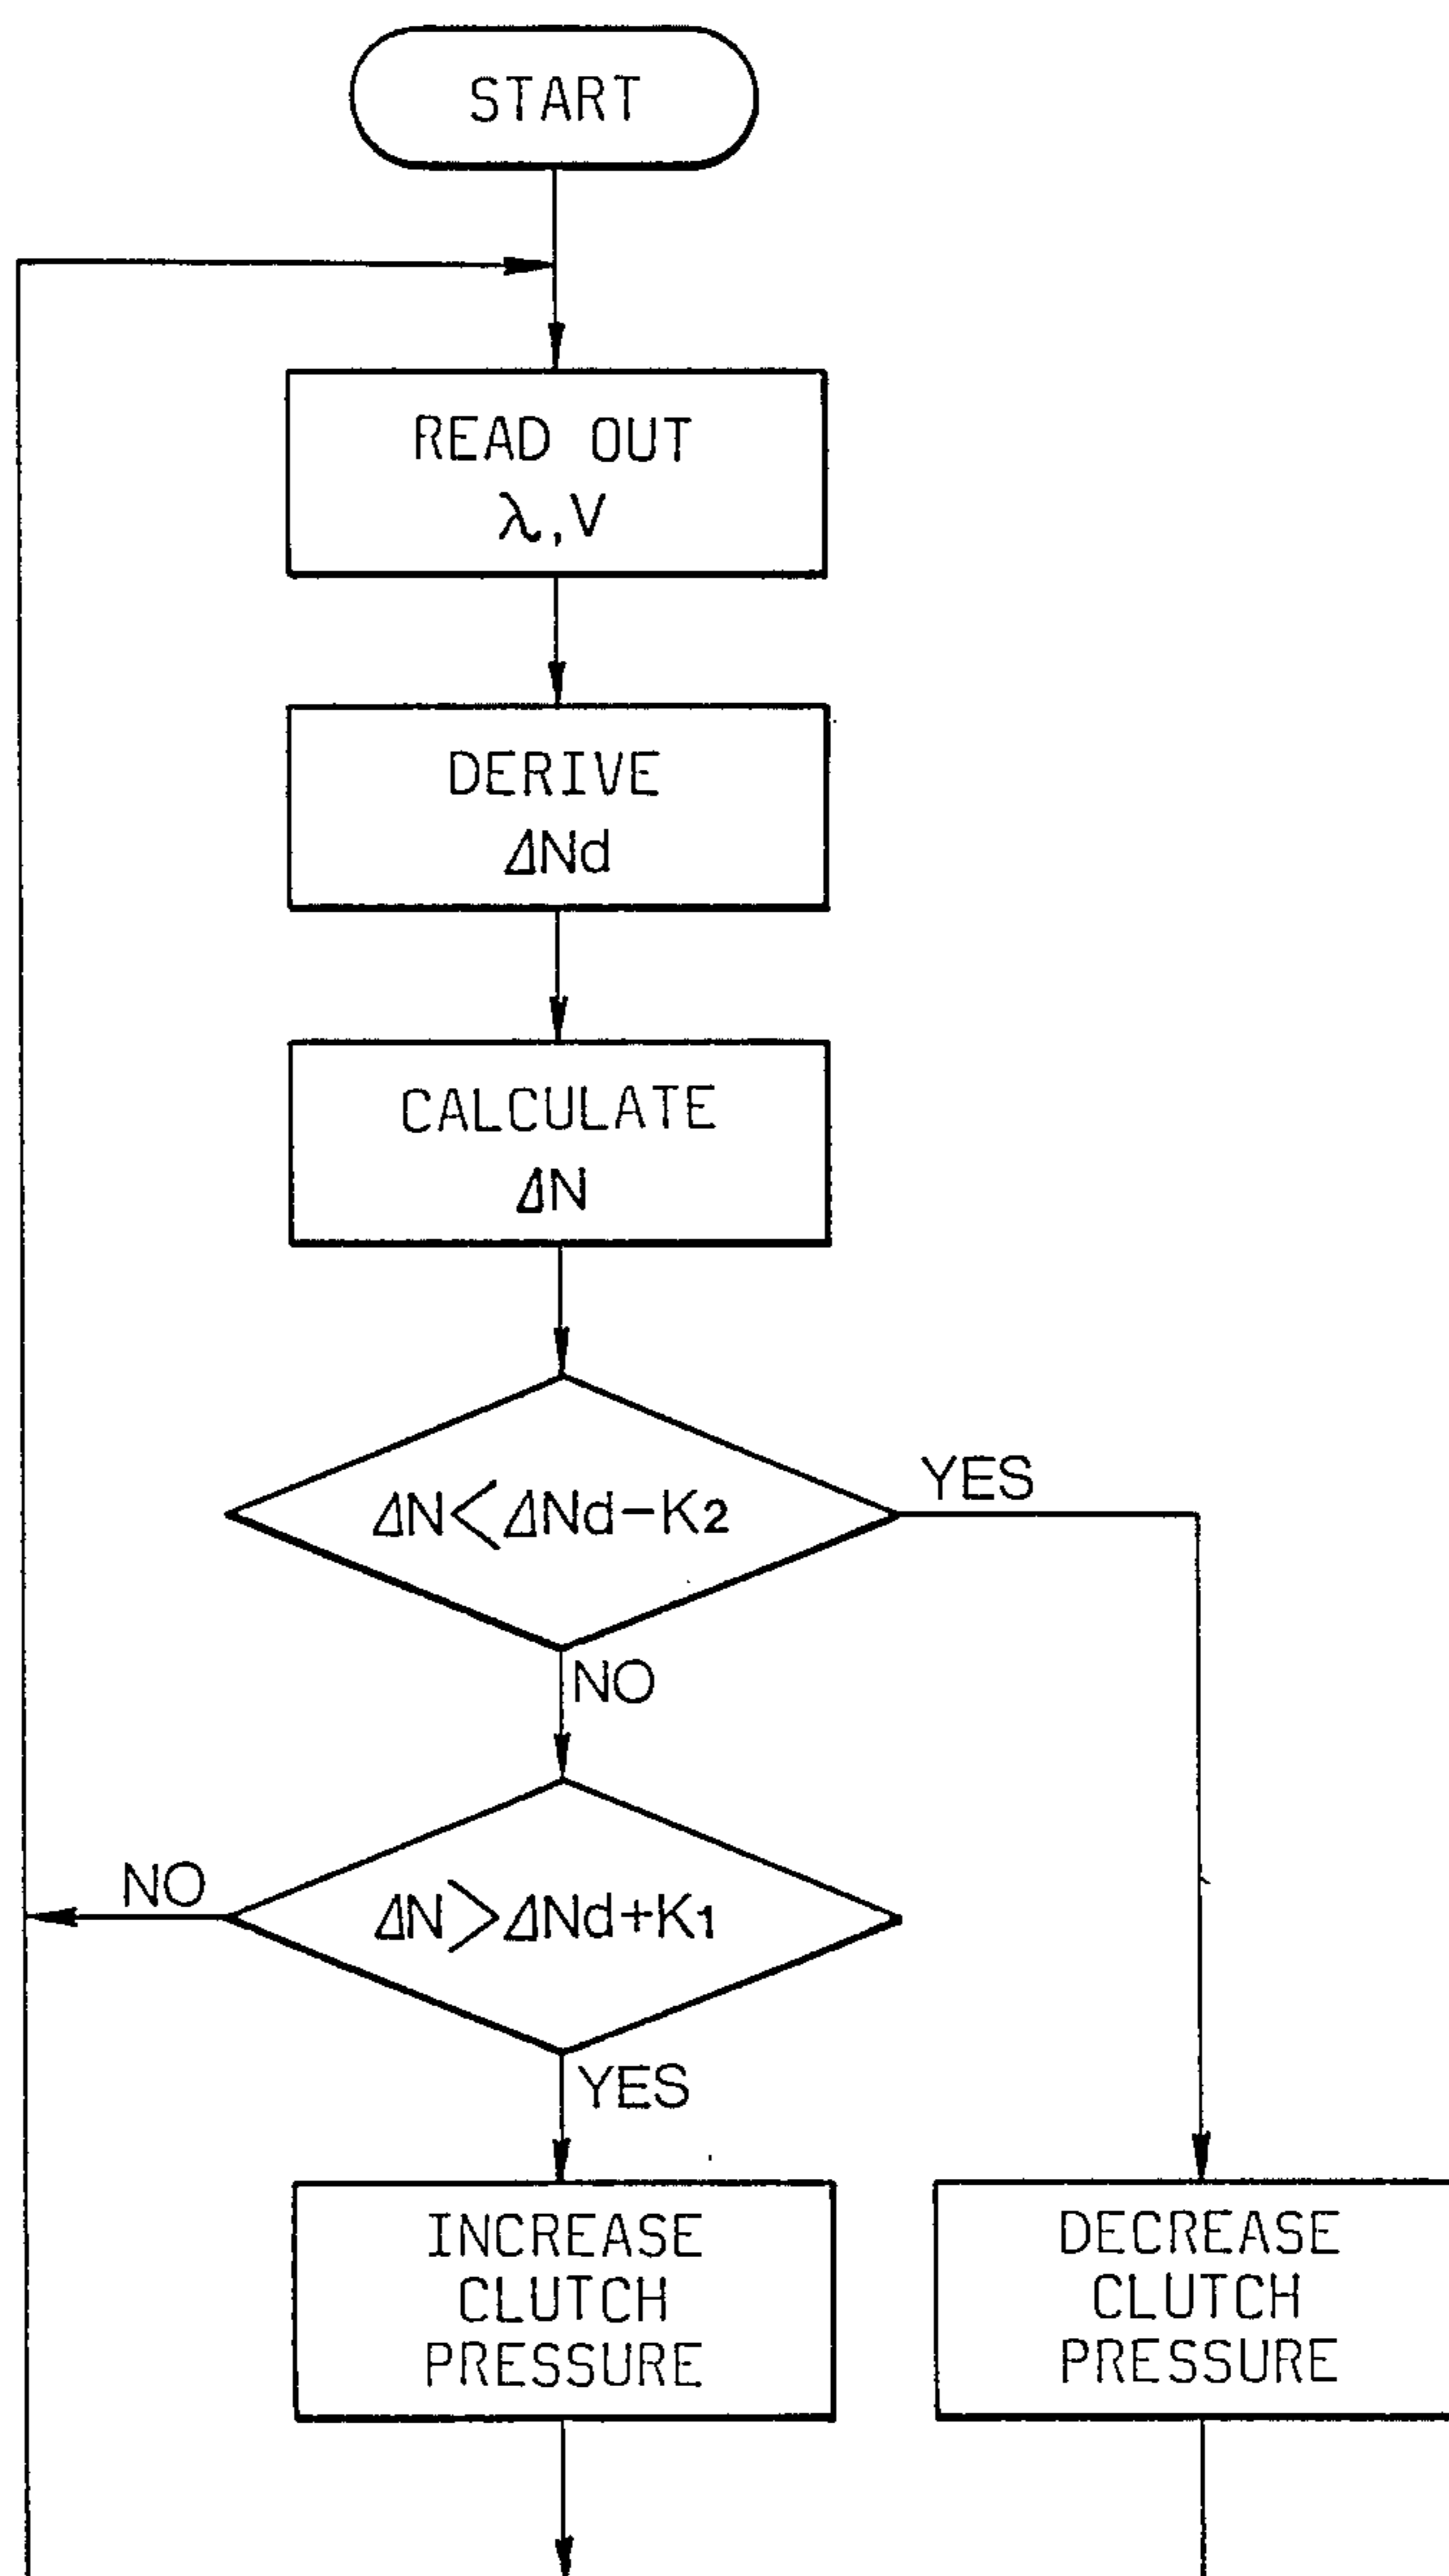 START
READ OUT
λ, V
DERIVE
ΔNd
CALCULATE
ΔN
ΔN<ΔNd-K2
YES
NO
ΔN>ΔNd+K1
NO
YES
INCREASE
CLUTCH
PRESSURE
DECREASE
CLUTCH
PRESSURE